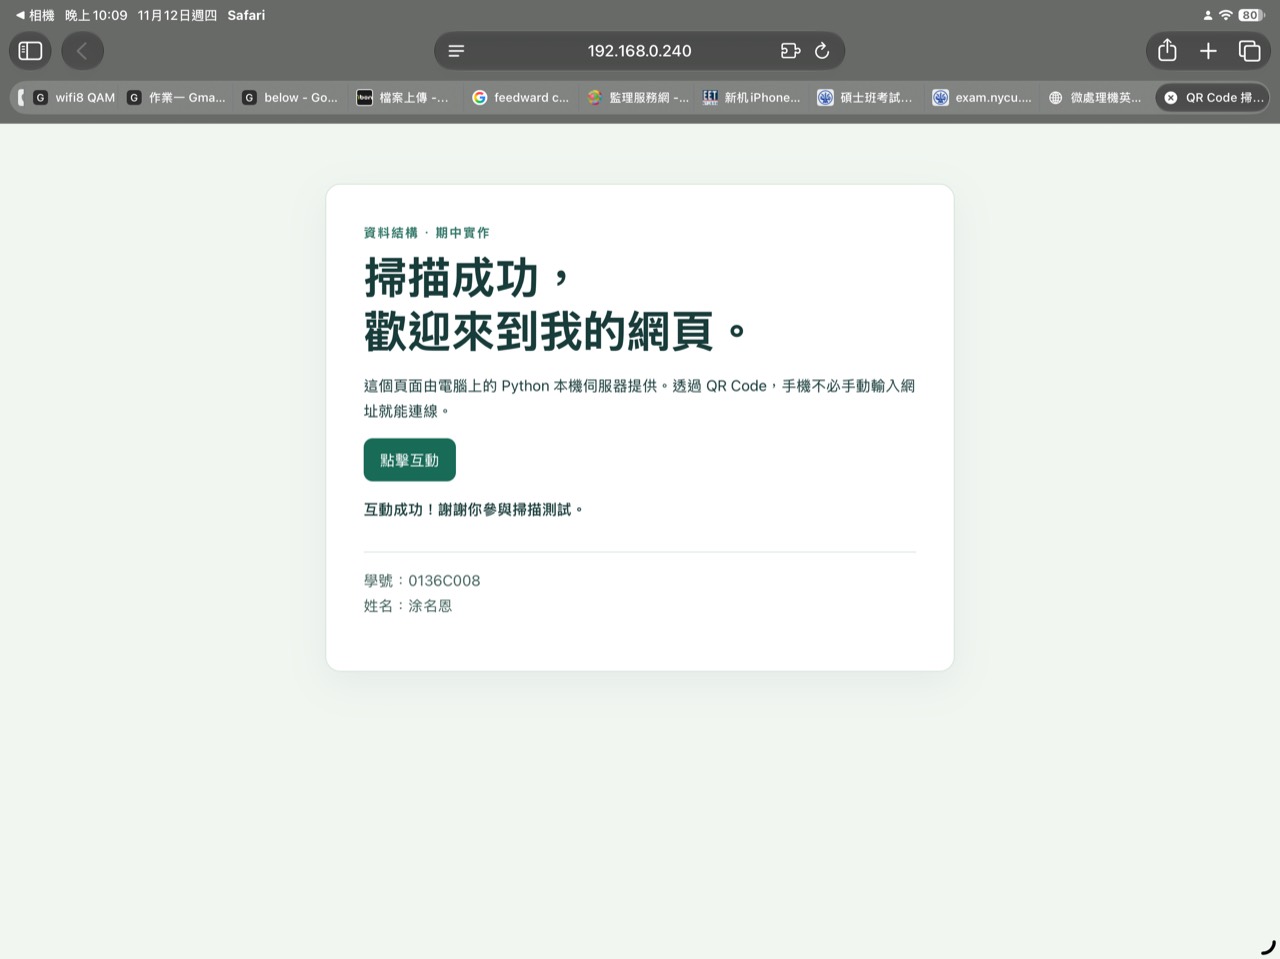 ◀ 相機 晚上10:09 11月12日週四 Safari 80
192.168.0.240
wifi8 QAM 作業一 Gma... below - Go... 檔案上傳 -... feedward c... 監理服務網 -... 新机iPhone... 碩士班考試... exam.nycu.... 微處理機英... QR Code 掃...
資料結構 · 期中實作
掃描成功，
歡迎來到我的網頁。
這個頁面由電腦上的 Python 本機伺服器提供。透過 QR Code，手機不必手動輸入網
址就能連線。
點擊互動
互動成功！謝謝你參與掃描測試。
學號：0136C008
姓名：涂名恩